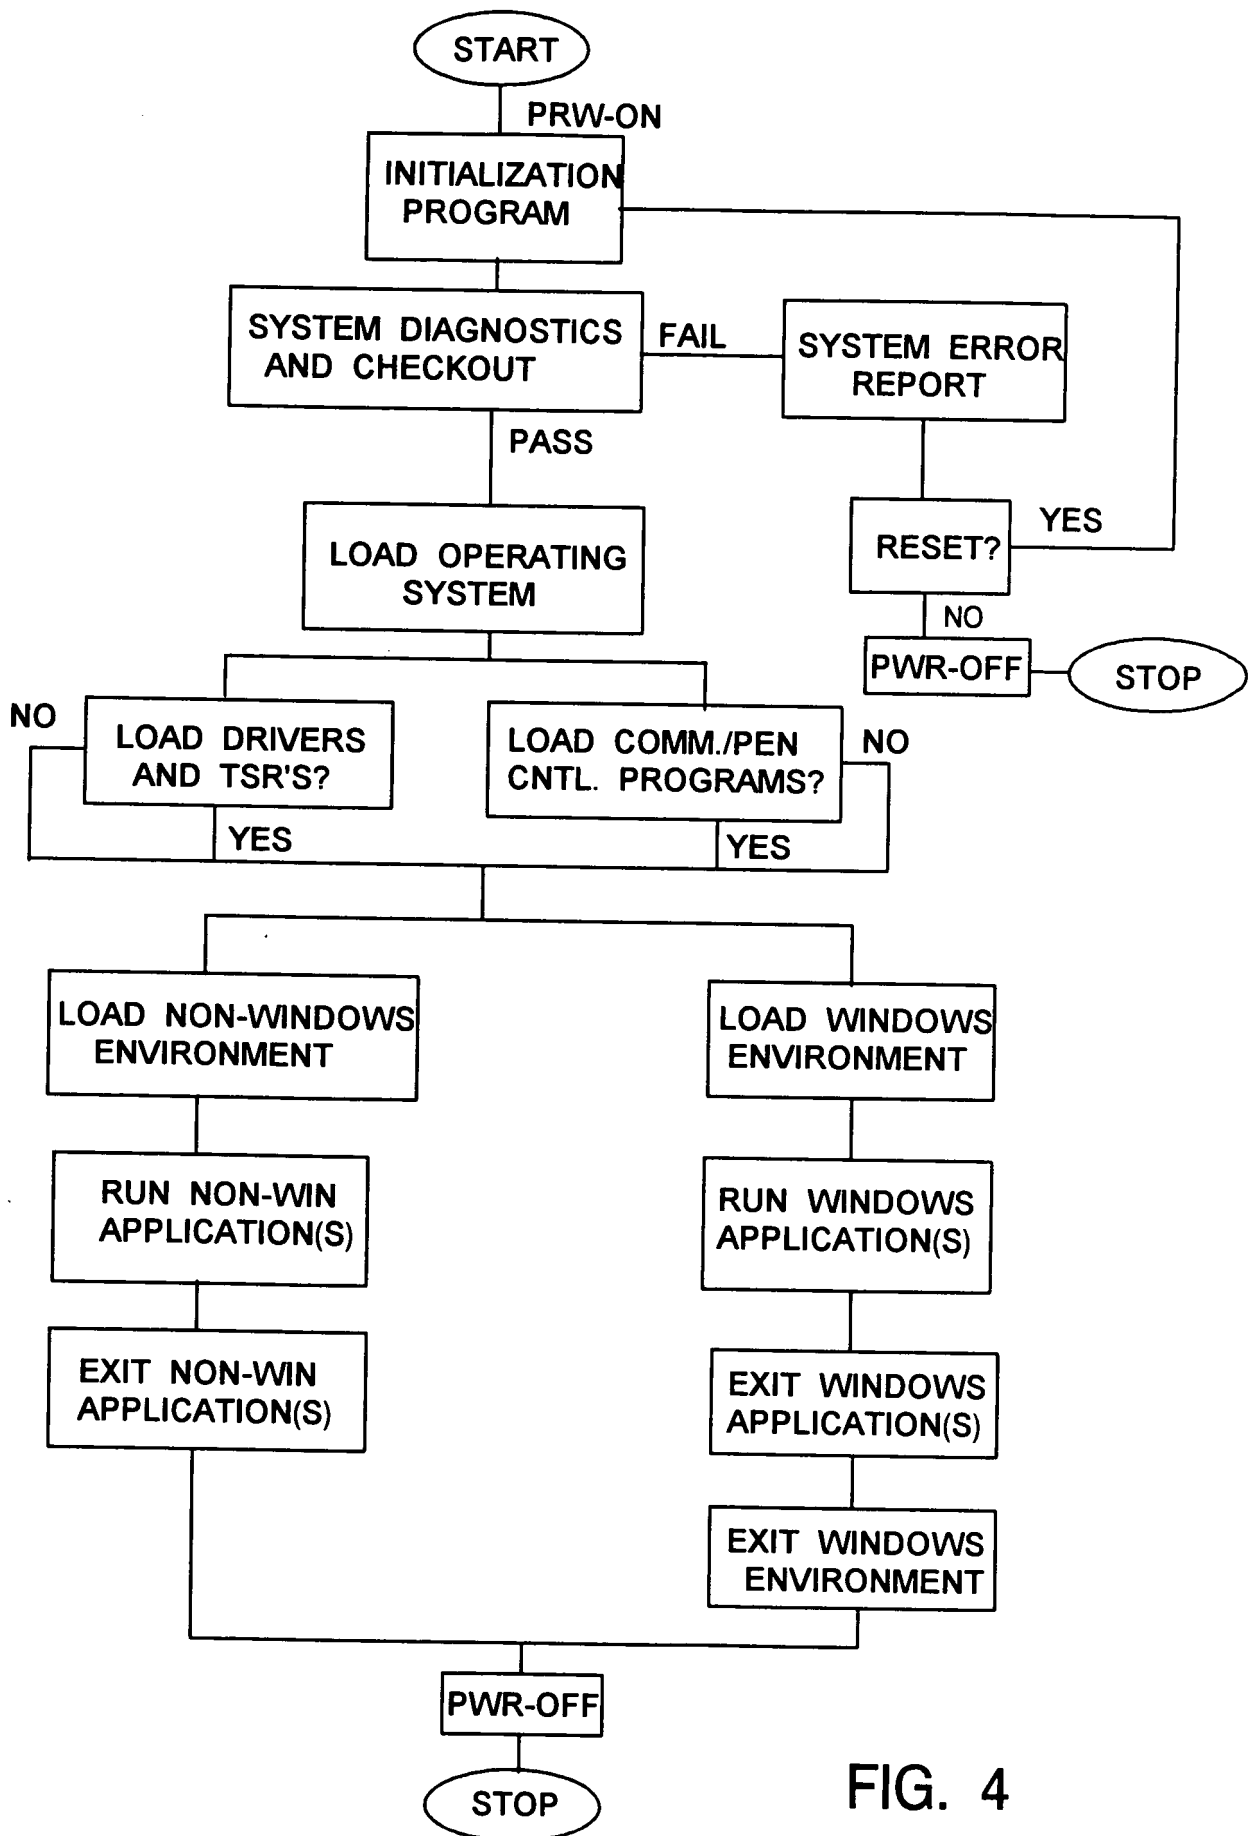 START
PRW-ON
INITIALIZATION
PROGRAM
SYSTEM DIAGNOSTICS
AND CHECKOUT
FAIL
SYSTEM ERROR
REPORT
PASS
LOAD OPERATING
SYSTEM
RESET?
YES
NO
PWR-OFF
STOP
NO
LOAD DRIVERS
AND TSR'S?
YES
LOAD COMM./PEN
CNTL. PROGRAMS?
NO
YES
LOAD NON-WINDOWS
ENVIRONMENT
LOAD WINDOWS
ENVIRONMENT
RUN NON-WIN
APPLICATION(S)
RUN WINDOWS
APPLICATION(S)
EXIT NON-WIN
APPLICATION(S)
EXIT WINDOWS
APPLICATION(S)
EXIT WINDOWS
ENVIRONMENT
PWR-OFF
STOP
FIG. 4